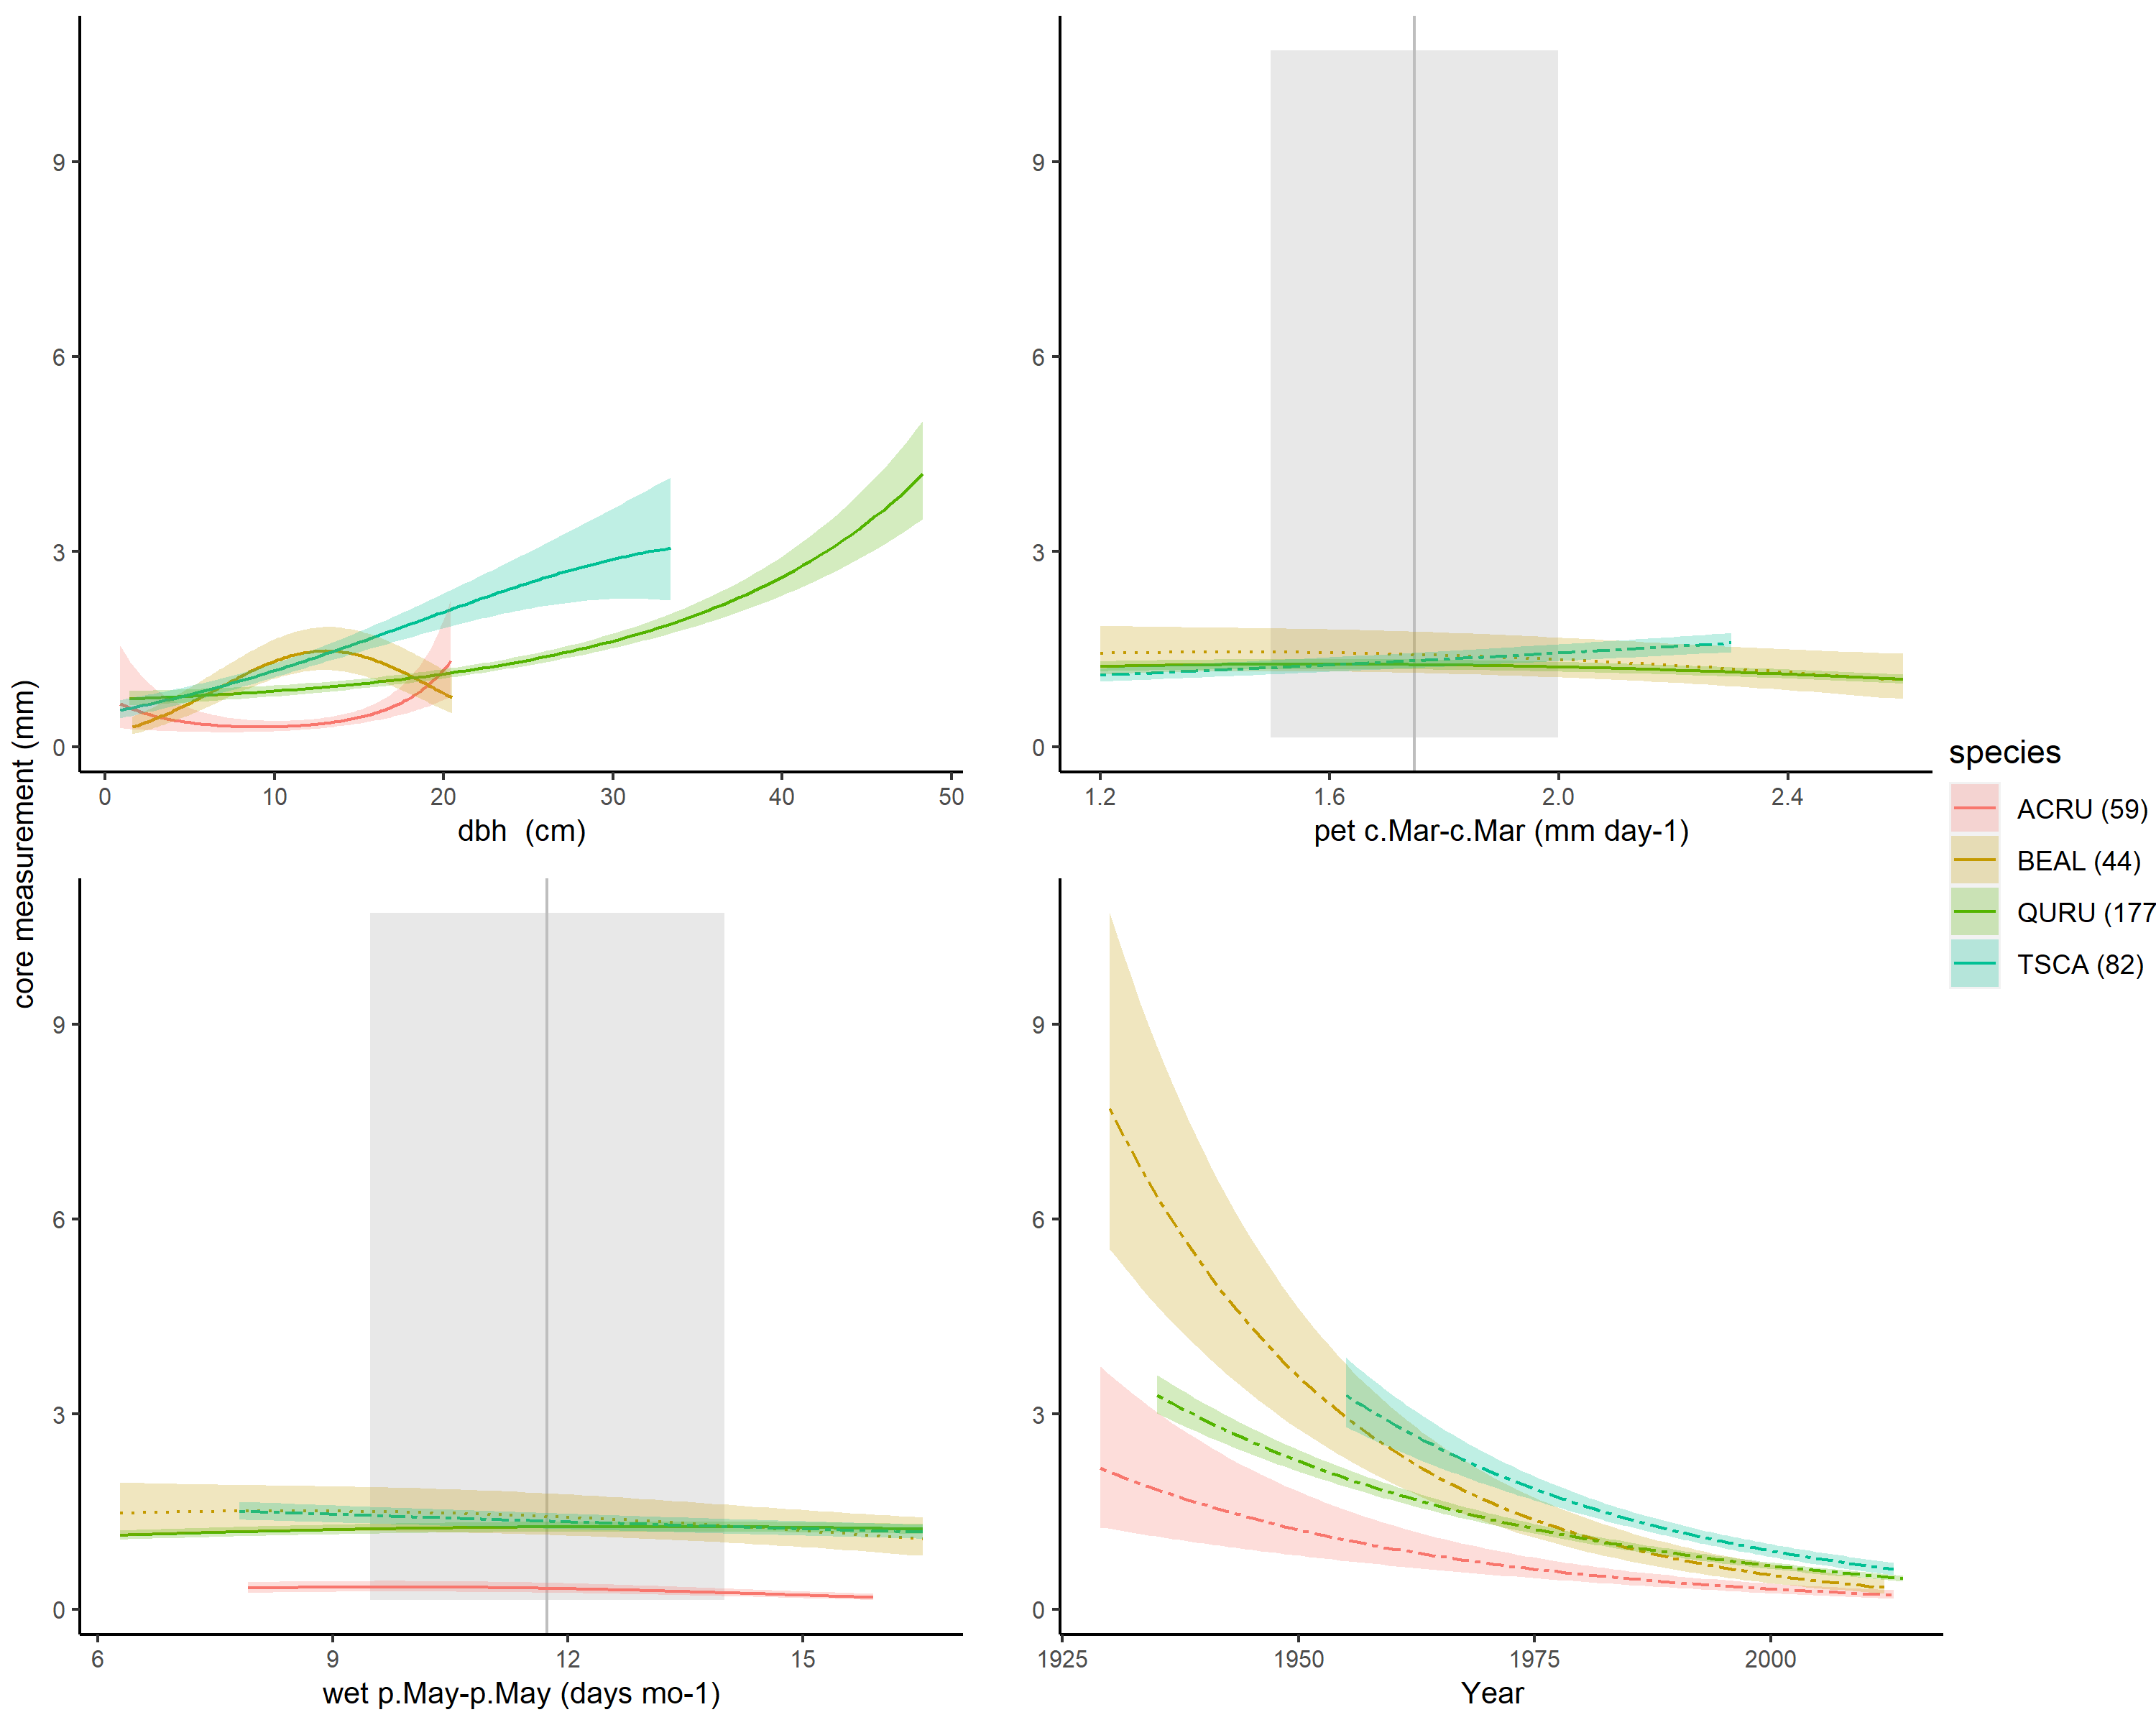 core measurement (mm)
9
6
3
0
0 10 20 30 40 50
dbh (cm)
9
6
3
0
1.2 1.6 2.0 2.4
pet c.Mar-c.Mar (mm day-1)
9
6
3
0
6 9 12 15
wet p.May-p.May (days mo-1)
9
6
3
0
1925 1950 1975 2000
Year
species
ACRU (59)
BEAL (44)
QURU (177
TSCA (82)